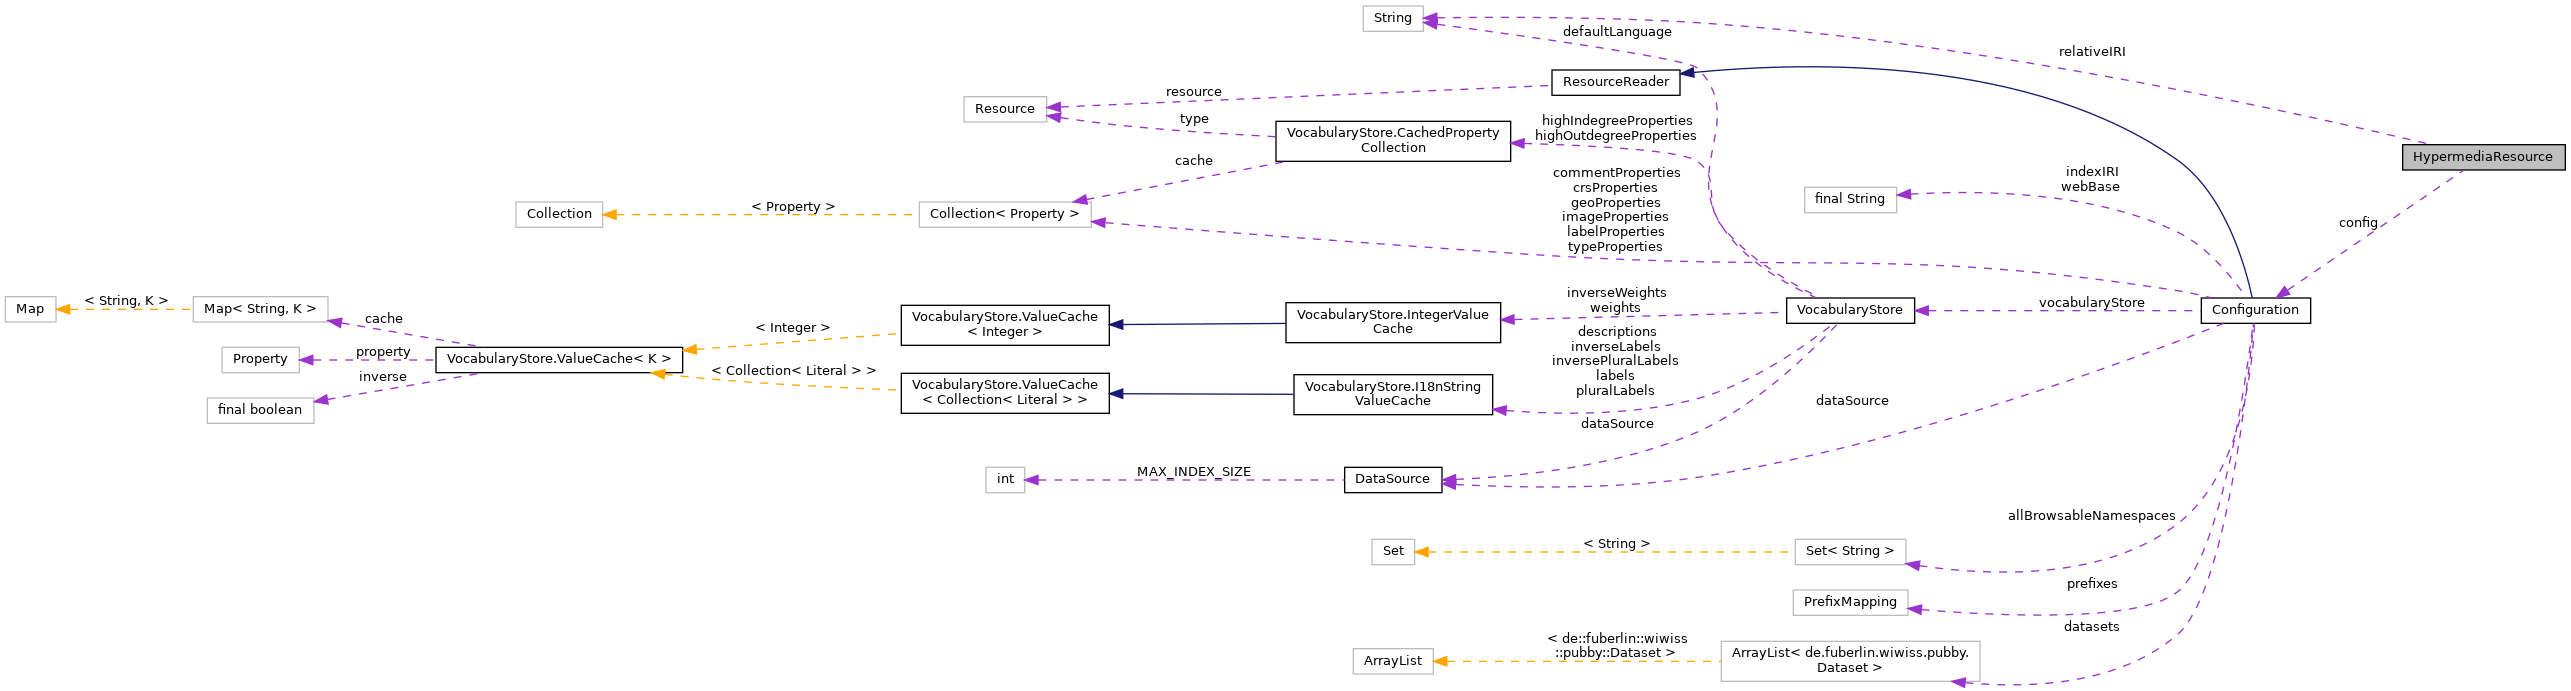 String
defaultLanguage
relativeIRI
ResourceReader
resource
Resource
type
highIndegreeProperties
highOutdegreeProperties
VocabularyStore.CachedProperty
Collection
HypermediaResource
cache
commentProperties
crsProperties
geoProperties
imageProperties
labelProperties
typeProperties
indexIRI
webBase
final String
Collection
< Property >
Collection< Property >
config
Map
< String, K >
Map< String, K >
cache
VocabularyStore.ValueCache
< Integer >
VocabularyStore.IntegerValue
Cache
inverseWeights
weights
VocabularyStore
vocabularyStore
Configuration
< Integer >
Property
property
VocabularyStore.ValueCache< K >
descriptions
inverseLabels
inversePluralLabels
labels
pluralLabels
inverse
final boolean
< Collection< Literal > >
VocabularyStore.ValueCache
< Collection< Literal > >
VocabularyStore.I18nString
ValueCache
dataSource
dataSource
int
MAX_INDEX_SIZE
DataSource
allBrowsableNamespaces
Set
< String >
Set< String >
prefixes
PrefixMapping
datasets
ArrayList
< de::fuberlin::wiwiss
::pubby::Dataset >
ArrayList< de.fuberlin.wiwiss.pubby.
Dataset >